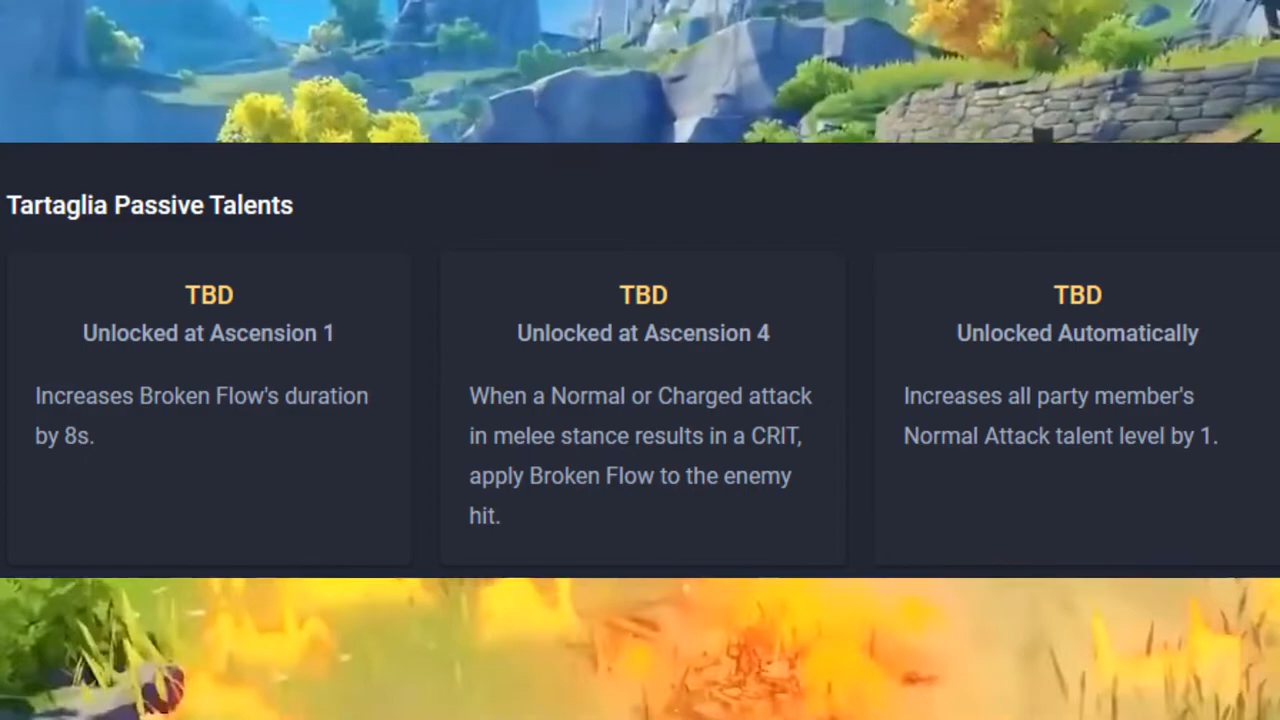 Tartaglia Passive Talents
TBD
Unlocked at Ascension 1
Increases Broken Flow's duration
by 8s.
TBD
Unlocked at Ascension 4
When a Normal or Charged attack
in melee stance results in a CRIT,
apply Broken Flow to the enemy
hit.
TBD
Unlocked Automatically
Increases all party member's
Normal Attack talent level by 1.